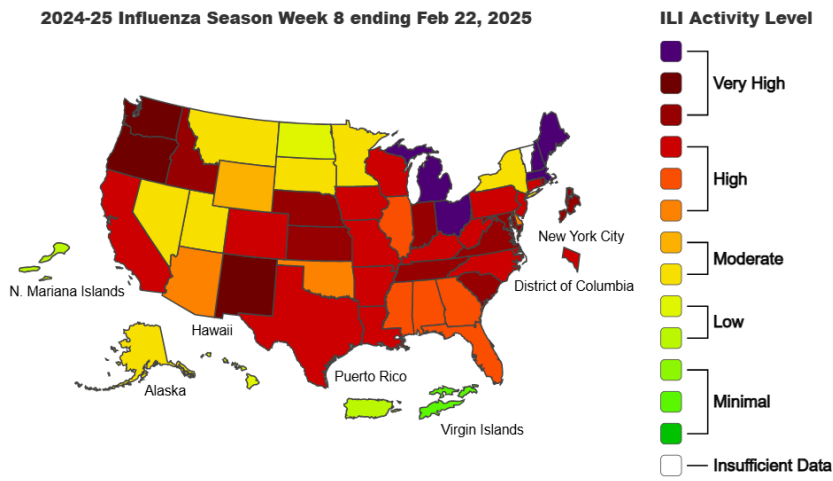 2024-25 Influenza Season Week 8 ending Feb 22, 2025
ILI Activity Level
Very High
High
Moderate
Low
Minimal
Insufficient Data
New York City
District of Columbia
N. Mariana Islands
Hawaii
Alaska
Puerto Rico
Virgin Islands